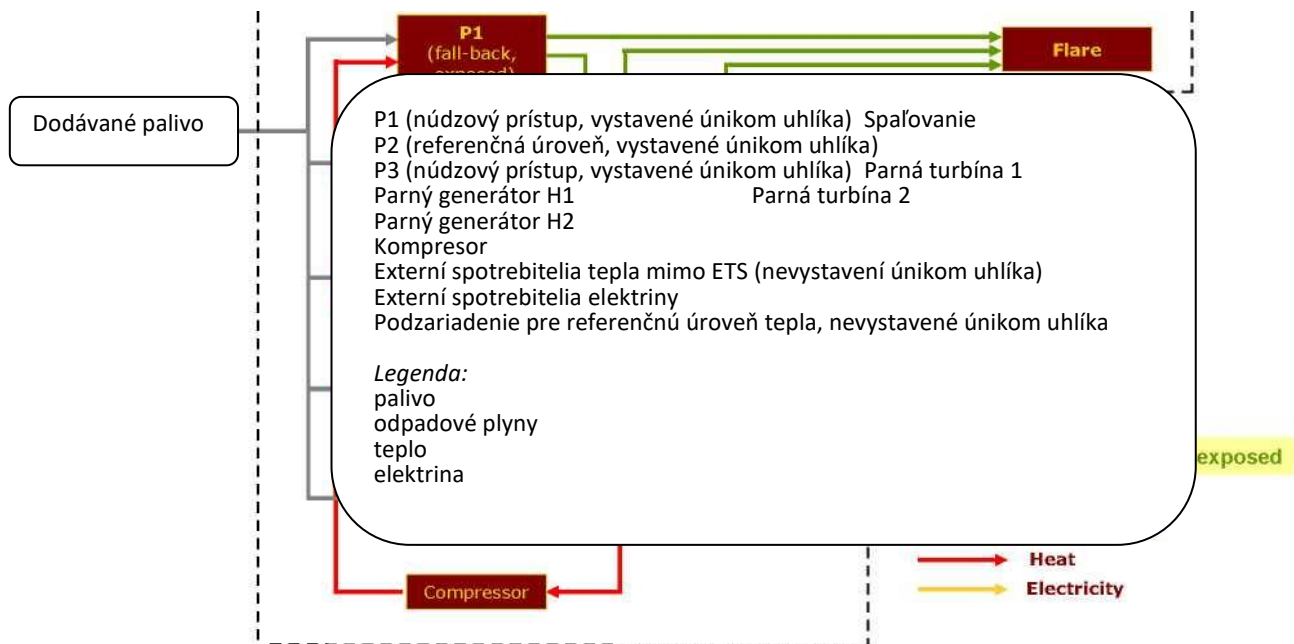 P1
(fall-back,
exposed)
Flare
Dodávané palivo
P1 (núdzový prístup, vystavené únikom uhlíka) Spaľovanie
P2 (referenčná úroveň, vystavené únikom uhlíka)
P3 (núdzový prístup, vystavené únikom uhlíka) Parná turbína 1
Parný generátor H1 Parná turbína 2
Parný generátor H2
Kompresor
Externí spotrebitelia tepla mimo ETS (nevystavení únikom uhlíka)
Externí spotrebitelia elektriny
Podzariadenie pre referenčnú úroveň tepla, nevystavené únikom uhlíka
Legenda:
palivo
odpadové plyny
teplo
elektrina
exposed
Heat
Electricity
Compressor